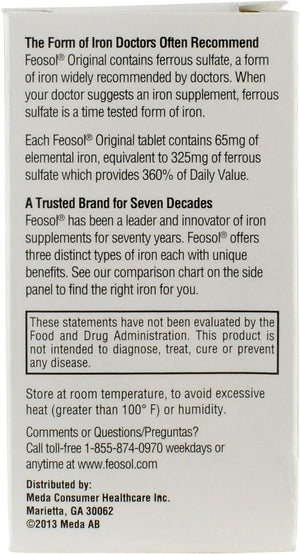 The Form of Iron Doctors Often Recommend
Feosol® Original contains ferrous sulfate, a form
of iron widely recommended by doctors. When
your doctor suggests an iron supplement, ferrous
sulfate is a time tested form of iron.
Each Feosol® Original tablet contains 65mg of
elemental iron, equivalent to 325mg of ferrous
sulfate which provides 360% of Daily Value.
A Trusted Brand for Seven Decades
Feosol® has been a leader and innovator of iron
supplements for seventy years. Feosol® offers
three distinct types of iron each with unique
benefits. See our comparison chart on the side
panel to find the right iron for you.
These statements have not been evaluated by the
Food and Drug Administration. This product is
not intended to diagnose, treat, cure or prevent
any disease.
Store at room temperature, to avoid excessive
heat (greater than 100° F) or humidity.
Comments or Questions/Preguntas?
Call toll-free 1-855-874-0970 weekdays or
anytime at www.feosol.com
Distributed by:
Meda Consumer Healthcare Inc.
Marietta, GA 30062
©2013 Meda AB